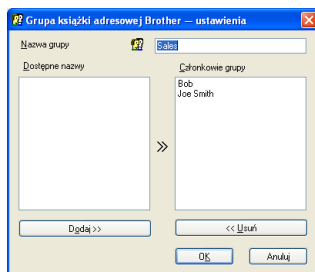 Grupa książki adresowej Brother — ustawienia
Nazwa grupy
Sales
Dostępne nazwy
Członkowie grupy
Bob
Joe Smith
Dodaj >>
<< Usuń
OK
Anuluj